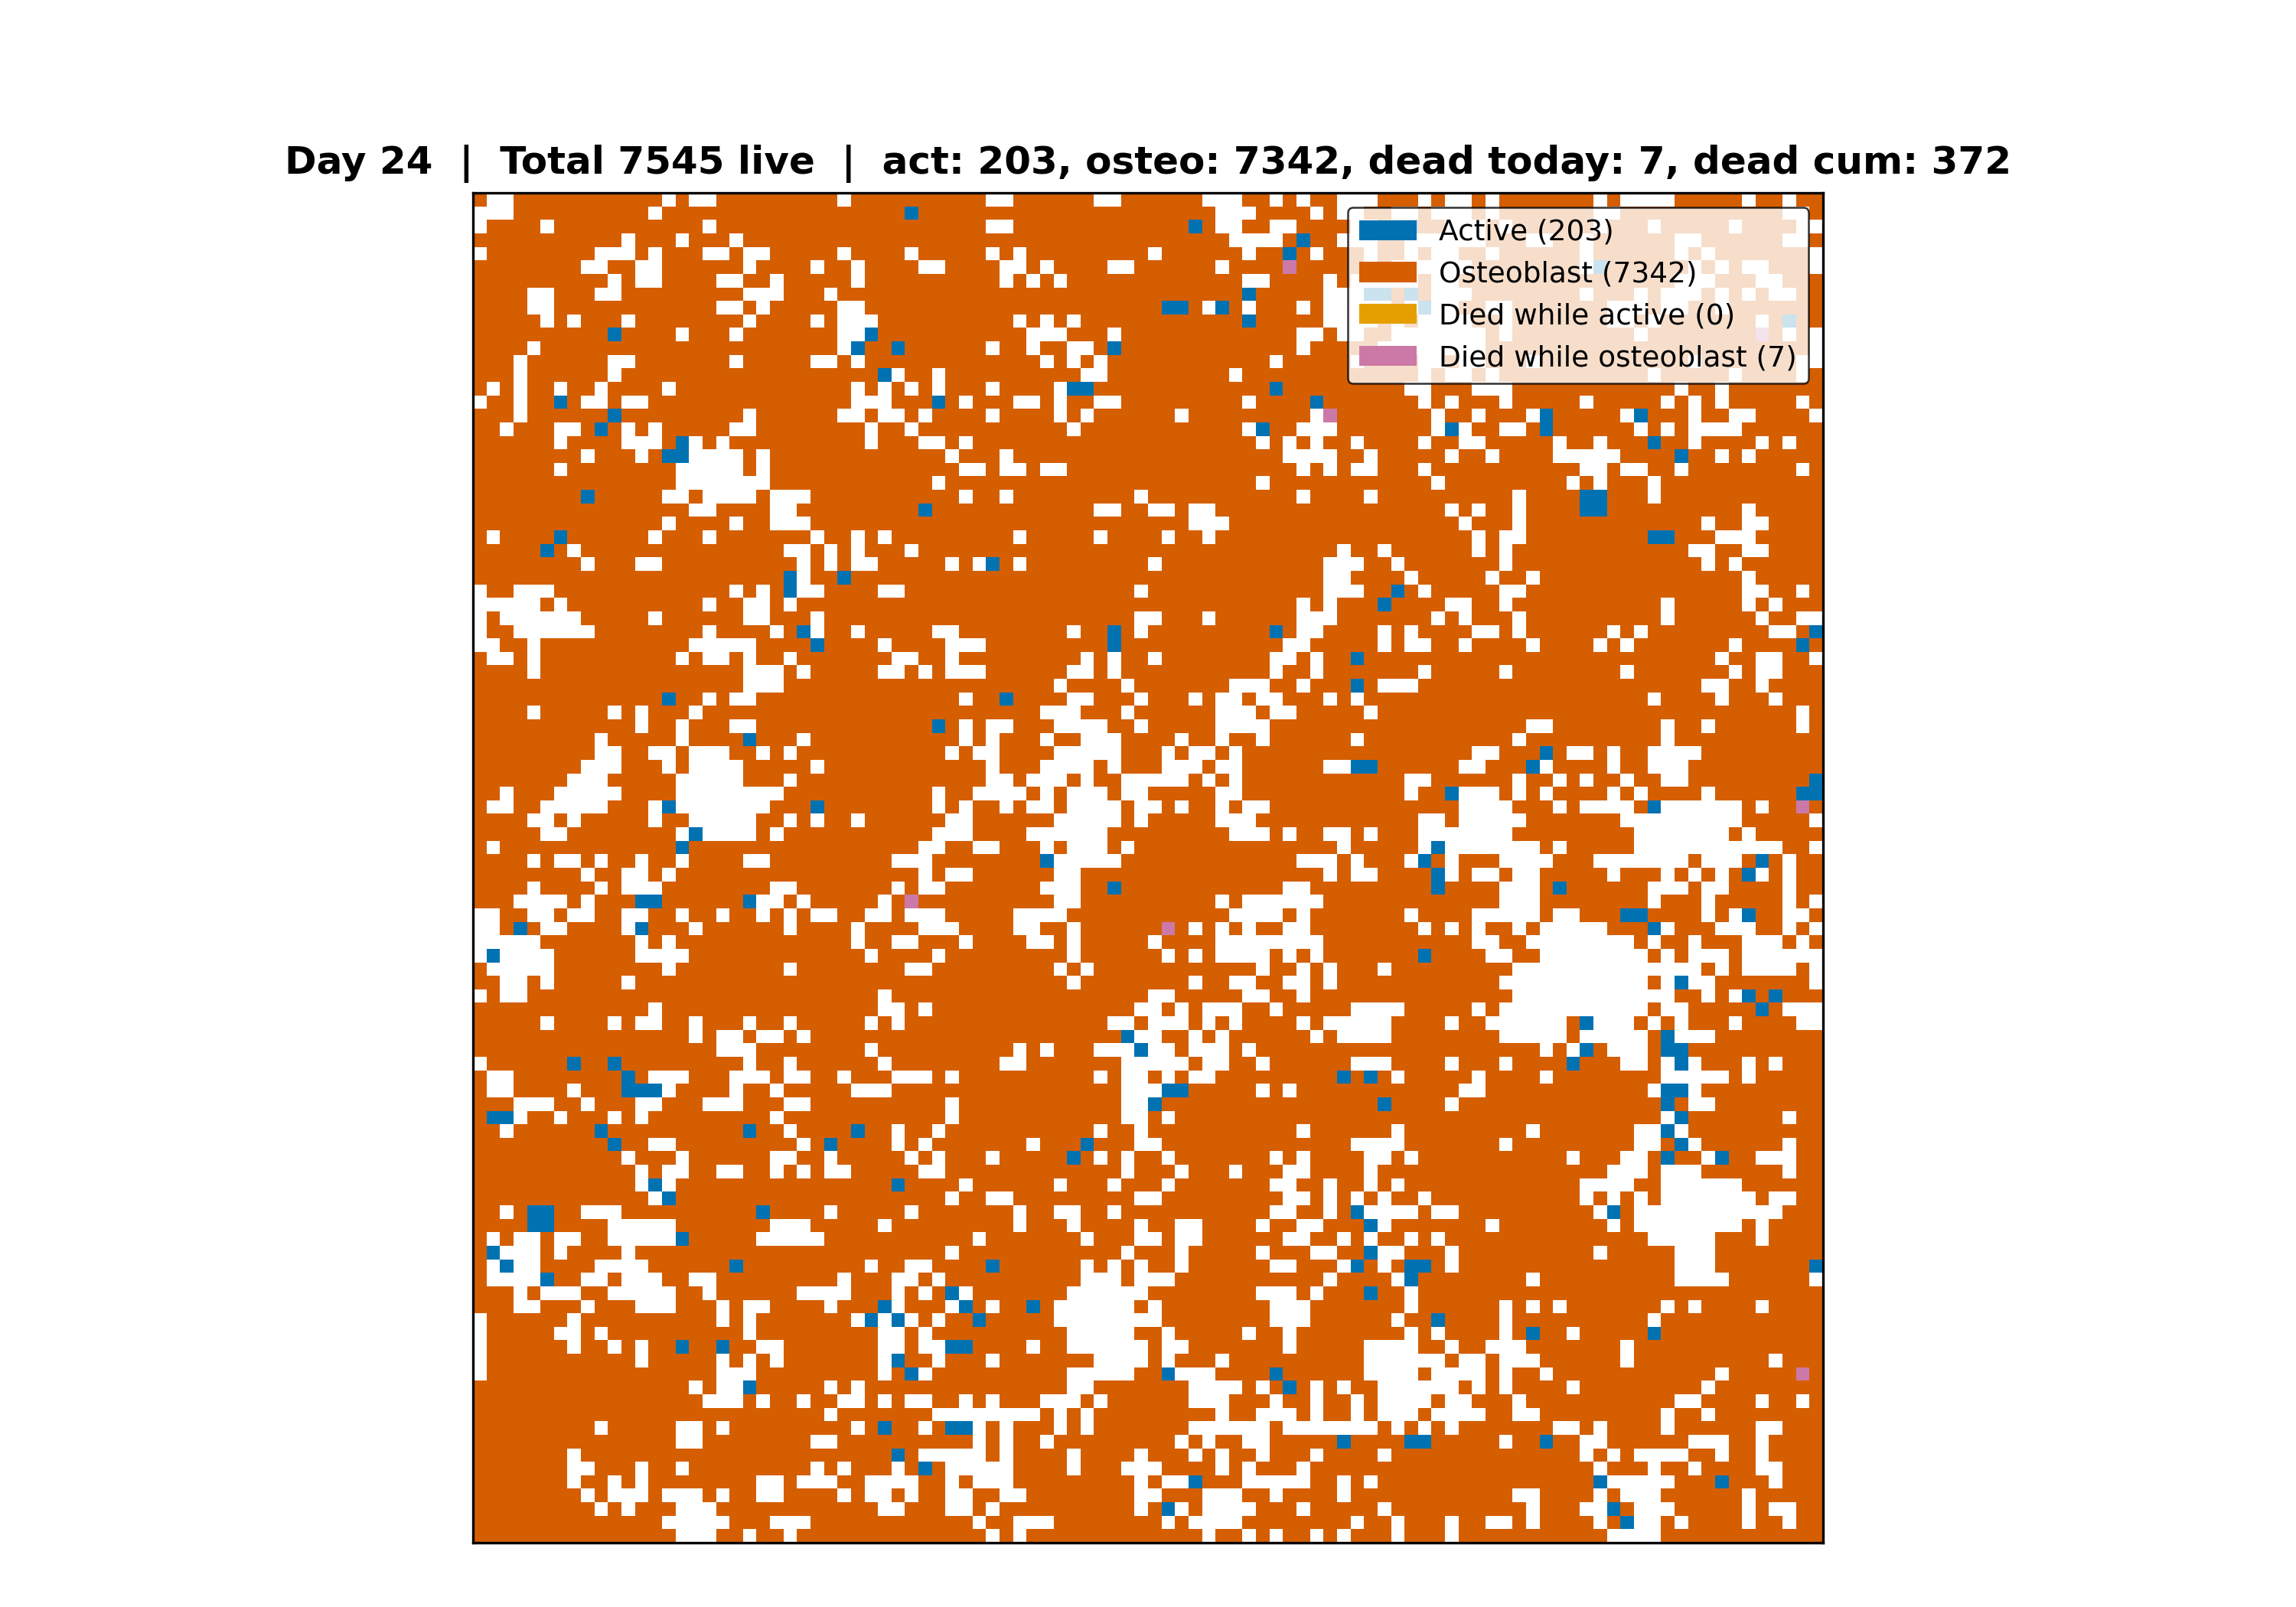 Day 24 | Total 7545 live | act: 203, osteo: 7342, dead today: 7, dead cum: 372
Active (203)
Osteoblast (7342)
Died while active (0)
Died while osteoblast (7)